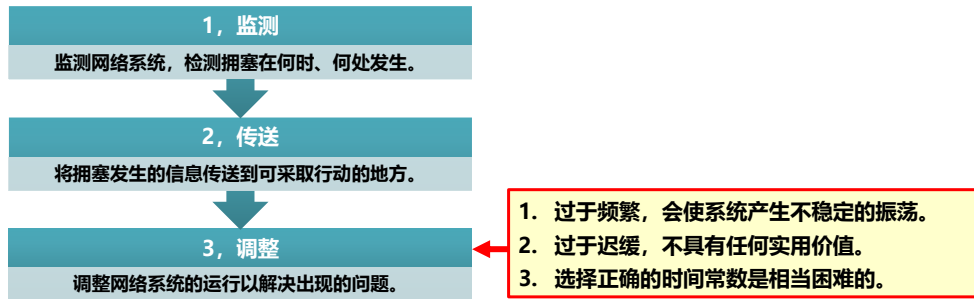 1，监测
监测网络系统，检测拥塞在何时、何处发生。
2，传送
将拥塞发生的信息传送到可采取行动的地方。
3，调整
调整网络系统的运行以解决出现的问题。
1. 过于频繁，会使系统产生不稳定的振荡。
2. 过于迟缓，不具有任何实用价值。
3. 选择正确的时间常数是相当困难的。